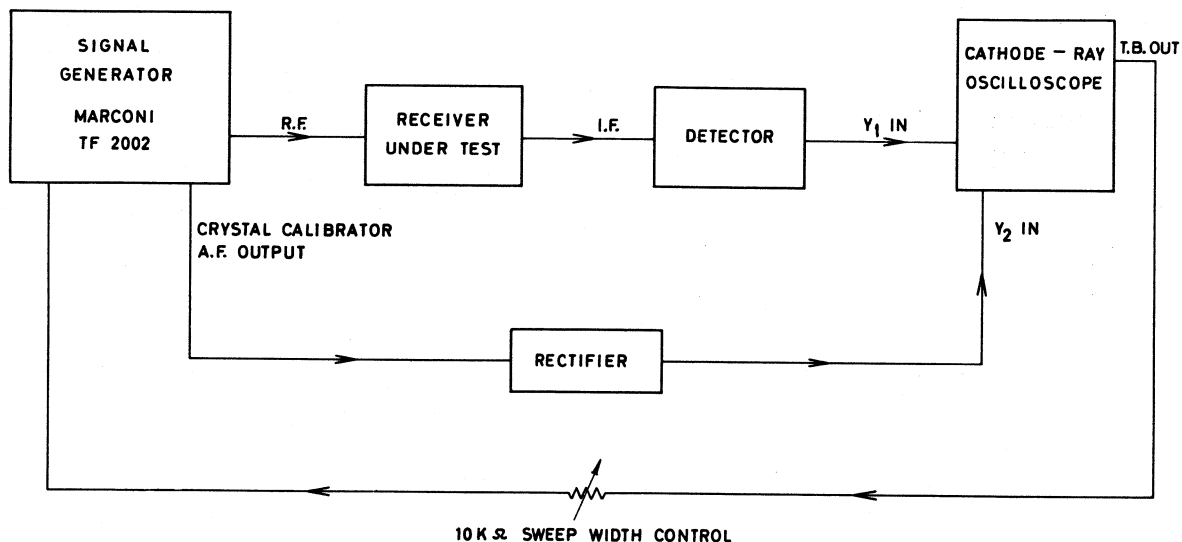 SIGNAL
GENERATOR
MARCONI
TF 2002
R.F.
RECEIVER
UNDER TEST
I.F.
DETECTOR
Y1 IN
CATHODE - RAY
OSCILLOSCOPE
T.B. OUT
CRYSTAL CALIBRATOR
A.F. OUTPUT
Y2 IN
RECTIFIER
10K Ω SWEEP WIDTH CONTROL